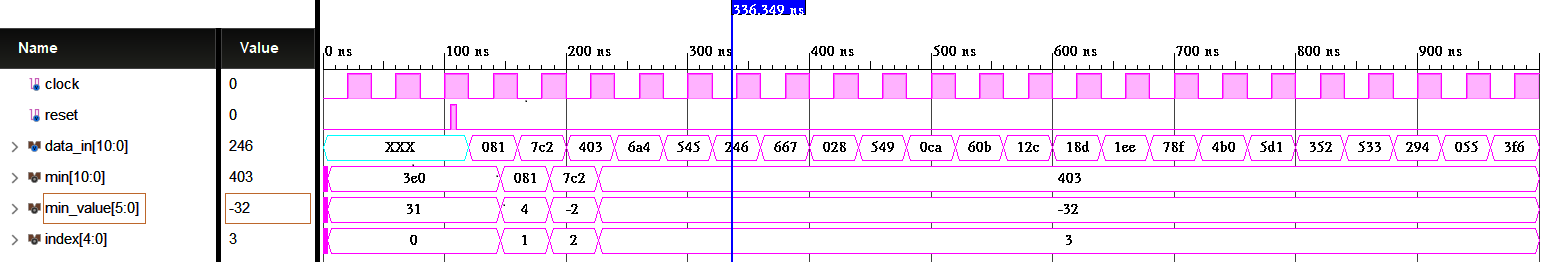 336.349 ns
Name Value 0 ns 100 ns 200 ns 300 ns 400 ns 500 ns 600 ns 700 ns 800 ns 900 ns
clock 0
reset 0
data_in[10:0] 246 XXX 081 7c2 403 6a4 545 246 667 028 549 0ca 60b 12c 18d 1ee 78f 4b0 5d1 352 533 294 055 3f6
min[10:0] 403 3e0 081 7c2 403
min_value[5:0] -32 31 4 -2 -32
index[4:0] 3 0 1 2 3